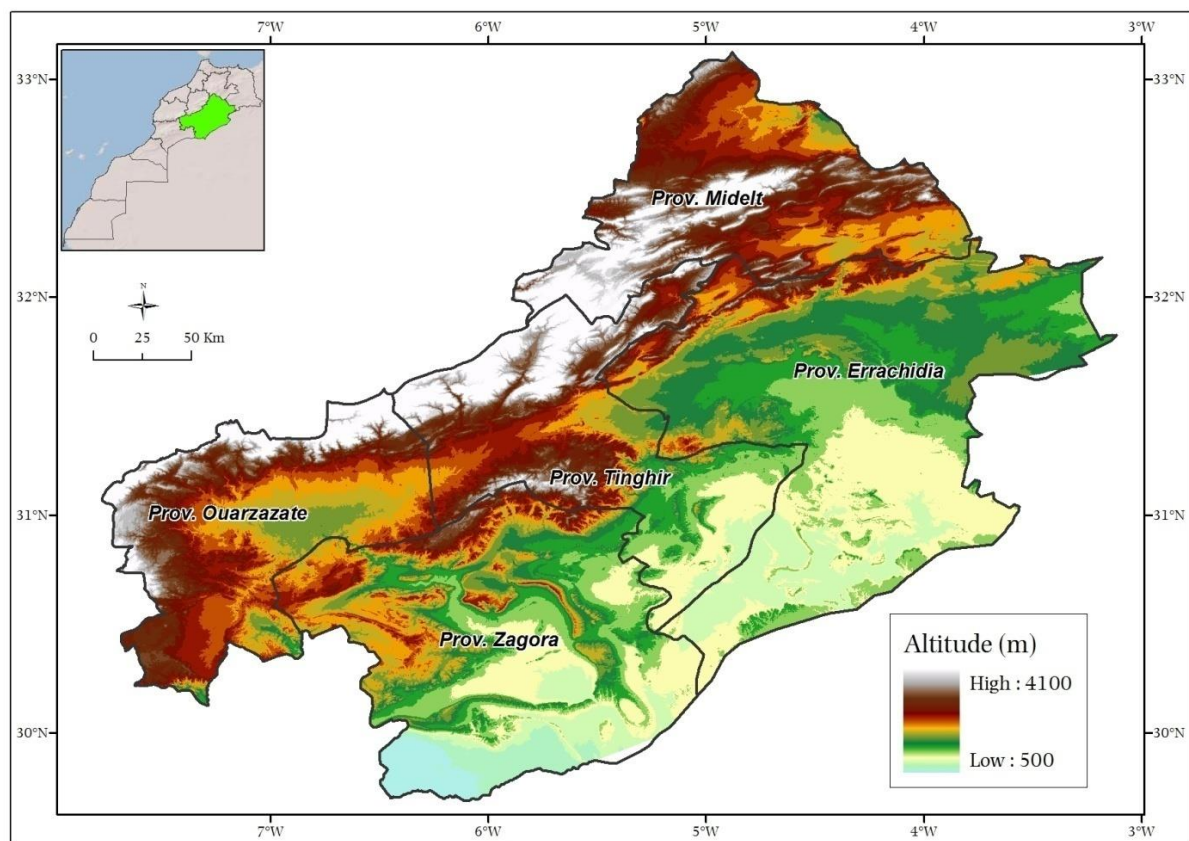 7°W 6°W 5°W 4°W 3°W
33°N 33°N
Prov. Midelt
N
32°N 32°N
0 25 50 Km
Prov. Errachidia
Prov. Tinghir
31°N Prov. Ouarzazate 31°N
Prov. Zagora
Altitude (m)
High : 4100
Low : 500
30°N 30°N
7°W 6°W 5°W 4°W 3°W